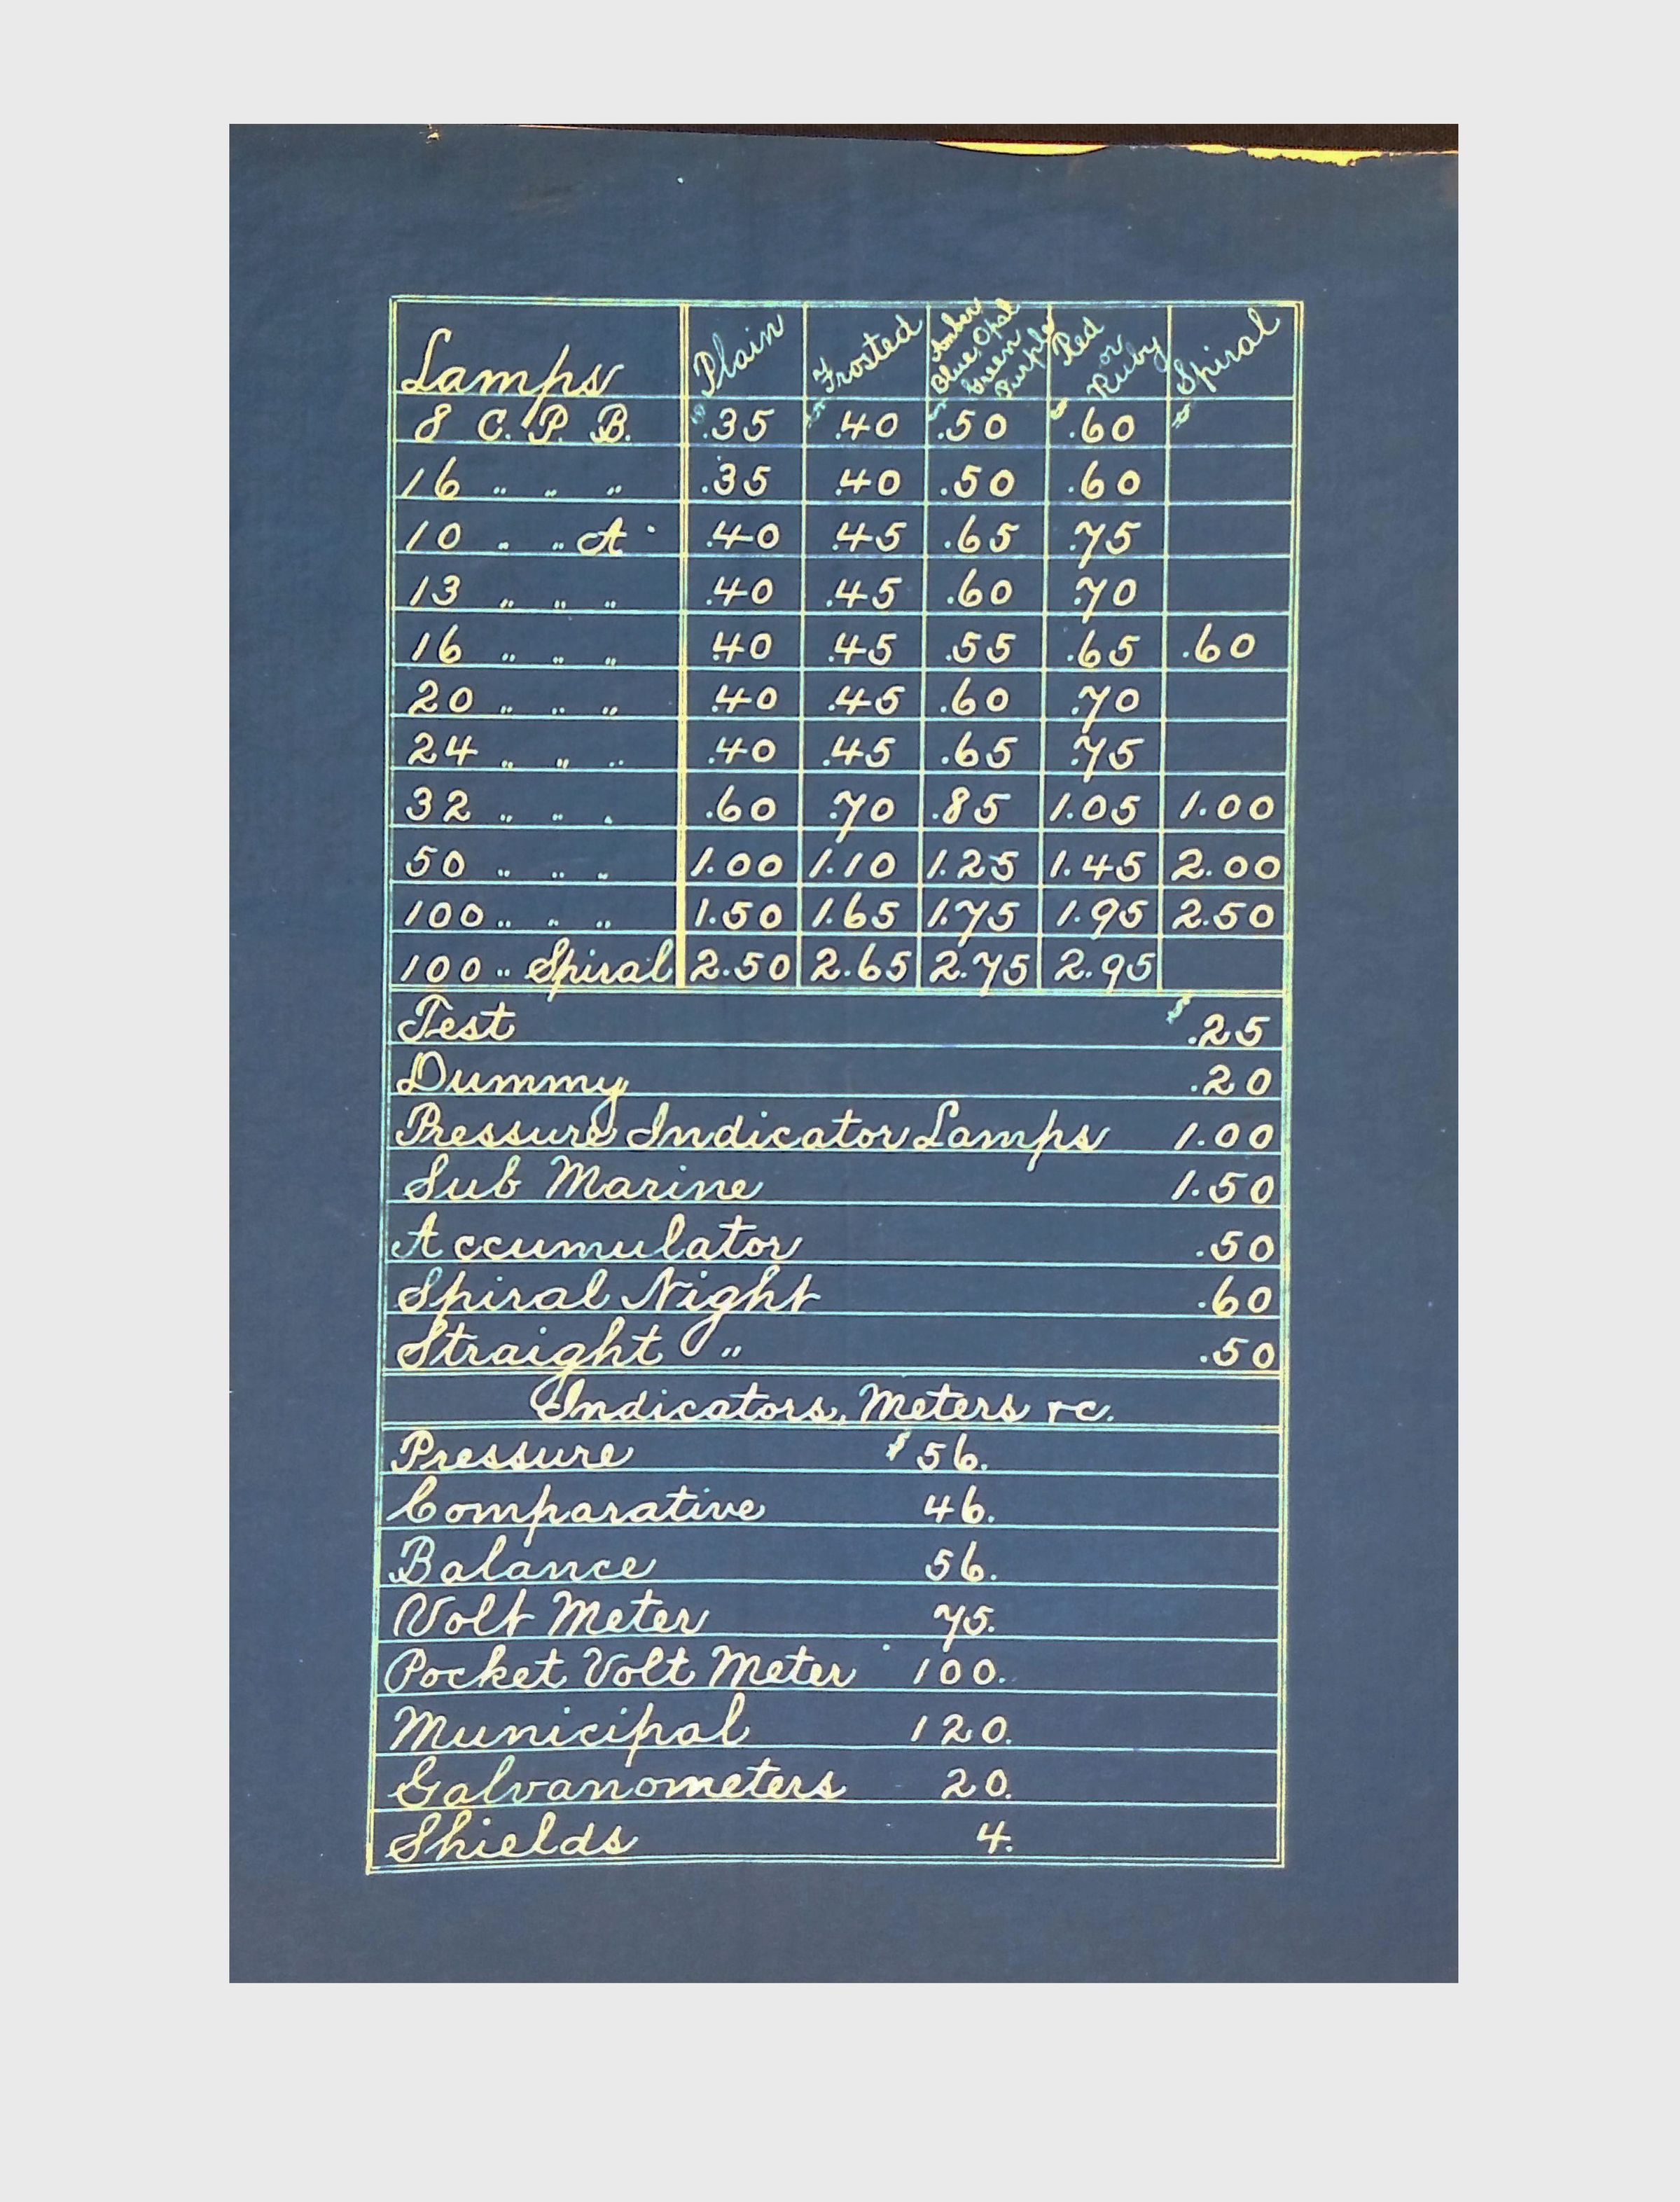 Lamps Plain Frosted Amber Blue, Opal Green Purple Red or Ruby Spiral
8 C. P. B. $ .35 $ .40 $ .50 $ .60 $
16 " " " .35 .40 .50 .60
10 " " A .40 .45 .65 .75
13 " " " .40 .45 .60 .70
16 " " " .40 .45 .55 .65 .60
20 " " " .40 .45 .60 .70
24 " " " .40 .45 .65 .75
32 " " " .60 .70 .85 1.05 1.00
50 " " " 1.00 1.10 1.25 1.45 2.00
100 " " " 1.50 1.65 1.75 1.95 2.50
100 " Spiral 2.50 2.65 2.75 2.95
Test $ .25
Dummy .20
Pressure Indicator Lamps 1.00
Sub Marine 1.50
Accumulator .50
Spiral Night .60
Straight " .50
Indicators, Meters &c.
Pressure $ 56.
Comparative 46.
Balance 56.
Volt Meter 75.
Pocket Volt Meter 100.
Municipal 120.
Galvanometers 20.
Shields 4.